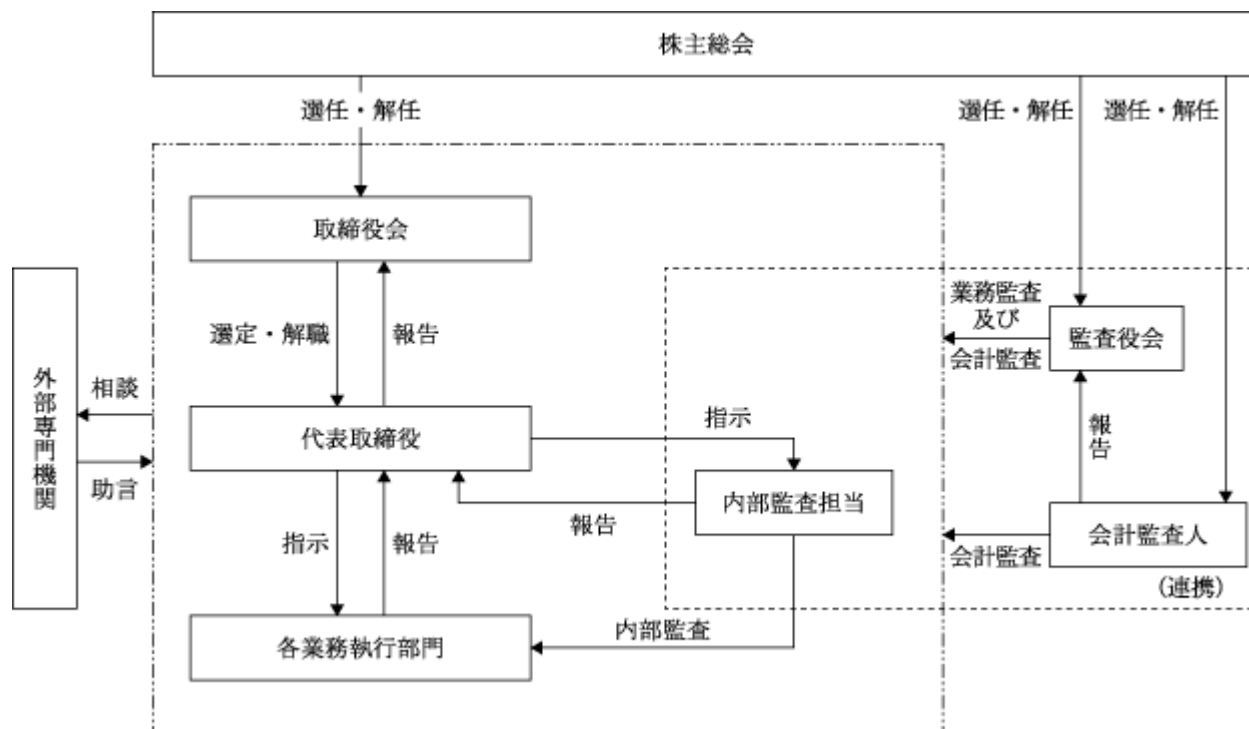 株主総会
選任・解任
選任・解任
選任・解任
取締役会
業務監査
及び
会計監査
監査役会
選定・解職
報告
外部専門機関
相談
助言
代表取締役
指示
報告
内部監査担当
報告
会計監査人
会計監査
(連携)
指示
報告
内部監査
各業務執行部門